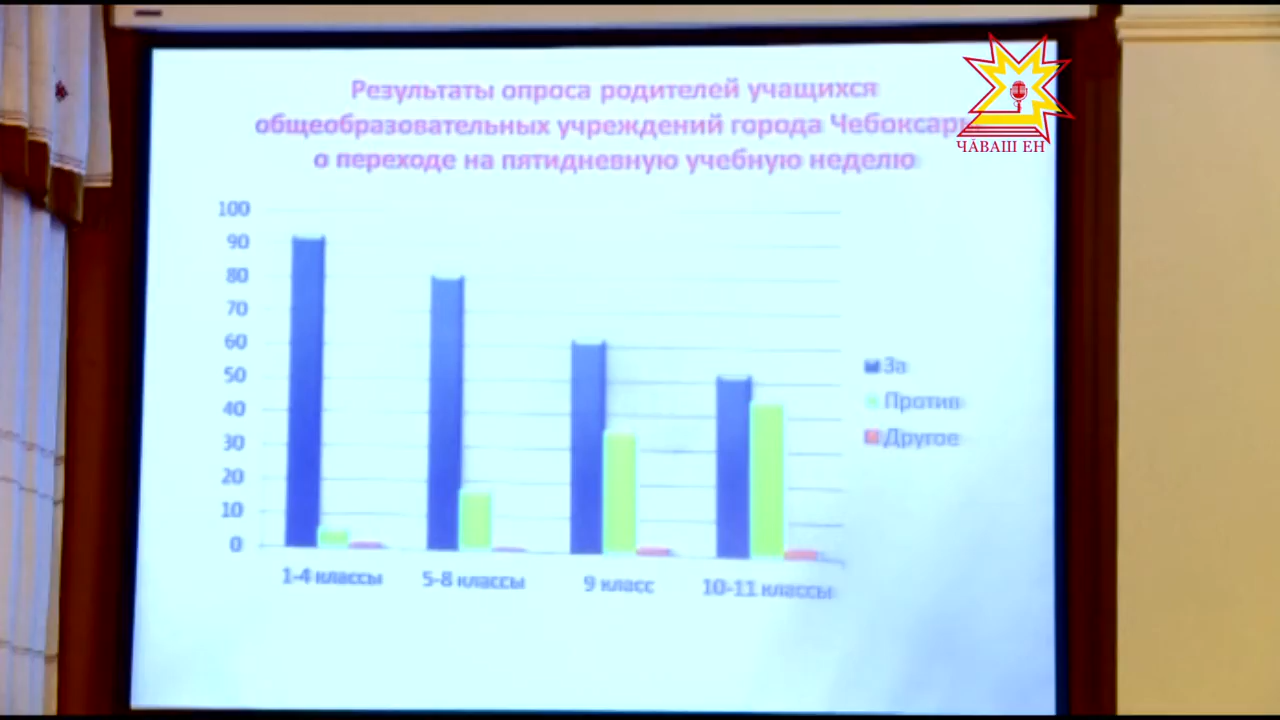 Результаты опроса родителей учащихся
общеобразовательных учреждений города Чебоксары
о переходе на пятидневную учебную неделю
ЧĂВАШ ЕН
100
90
80
70
60
50
40
30
20
10
0
За
Против
Другое
1-4 классы
5-8 классы
9 класс
10-11 классы